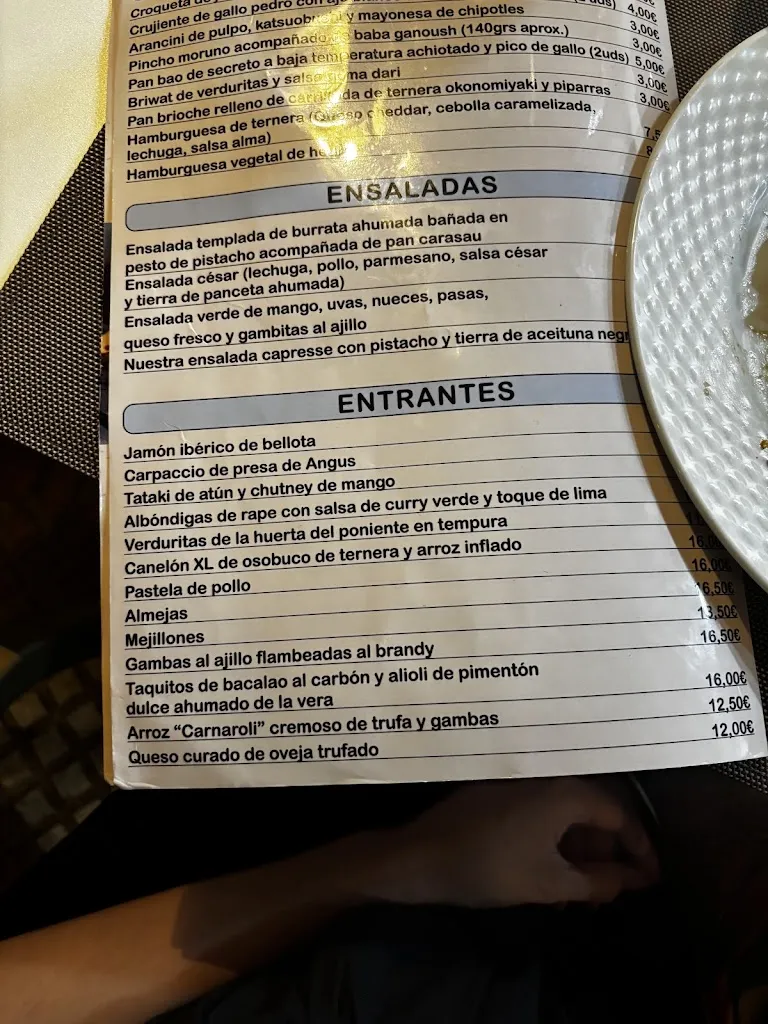 Croqueta
Crujiente de gallo pedro con 4,00€
Arancini de pulpo, y mayonesa de chipotles 3,00€
Pincho moruno acompañado baba ganoush (140grs aprox.) 3,00€
Pan bao de secreto a baja temperatura achiotado y pico de gallo (2uds) 5,00€
Briwat de verduritas y salsa dari 3,00€
Pan brioche relleno de de ternera okonomiyaki y piparras 3,00€
Hamburguesa de ternera (Queso cheddar, cebolla caramelizada,
lechuga, salsa alma)
Hamburguesa vegetal de
ENSALADAS
Ensalada templada de burrata ahumada bañada en
pesto de pistacho acompañada de pan carasau
Ensalada césar (lechuga, pollo, parmesano, salsa césar
y tierra de panceta ahumada)
Ensalada verde de mango, uvas, nueces, pasas,
queso fresco y gambitas al ajillo
Nuestra ensalada capresse con pistacho y tierra de aceituna
ENTRANTES
Jamón ibérico de bellota
Carpaccio de presa de Angus
Tataki de atún y chutney de mango
Albóndigas de rape con salsa de curry verde y toque de lima
Verduritas de la huerta del poniente en tempura
Canelón XL de osobuco de ternera y arroz inflado
Pastela de pollo 16,00€
Almejas 16,50€
Mejillones 13,50€
Gambas al ajillo flambeadas al brandy 16,50€
Taquitos de bacalao al carbón y alioli de pimentón
dulce ahumado de la vera 16,00€
Arroz “Carnaroli” cremoso de trufa y gambas 12,50€
Queso curado de oveja trufado 12,00€